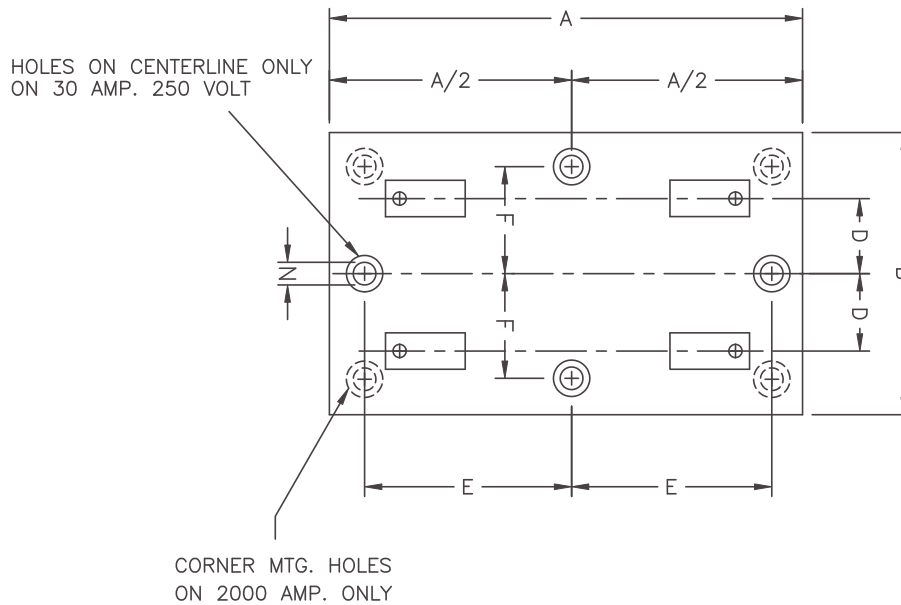 A
HOLES ON CENTERLINE ONLY
ON 30 AMP. 250 VOLT
A/2 A/2
F
D
N
F
D
E E
CORNER MTG. HOLES
ON 2000 AMP. ONLY